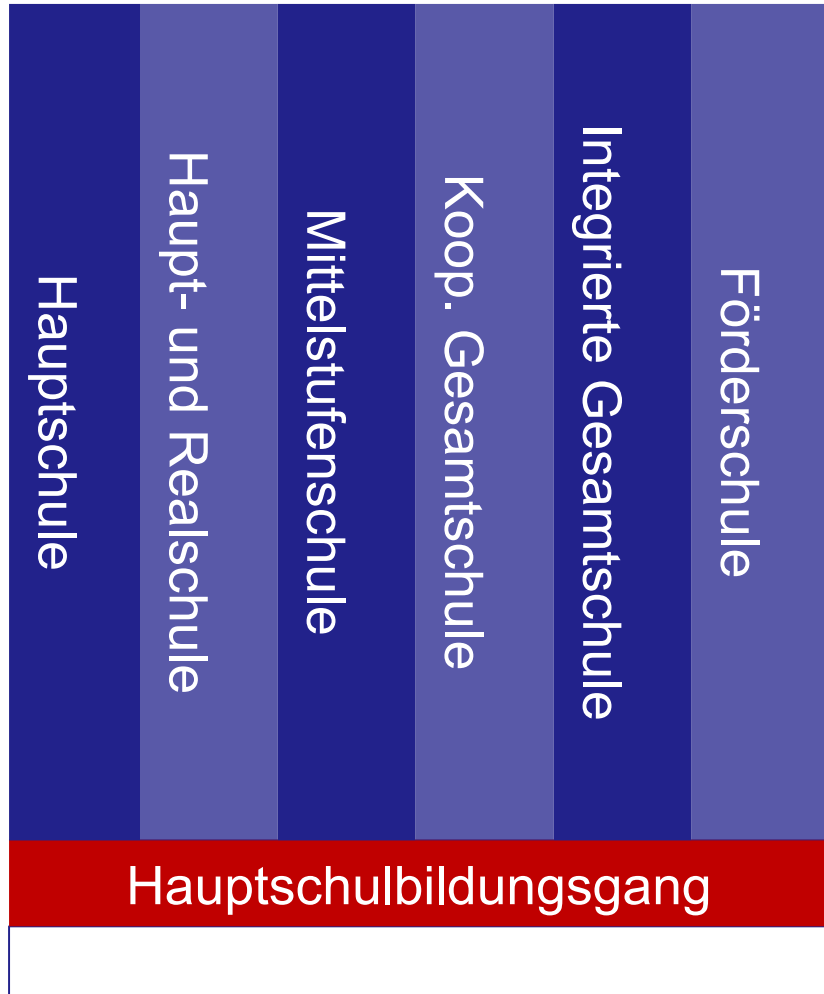 Hauptschule
Haupt- und Realschule
Mittelstufenschule
Koop. Gesamtschule
Integrierte Gesamtschule
Förderschule
Hauptschulbildungsgang